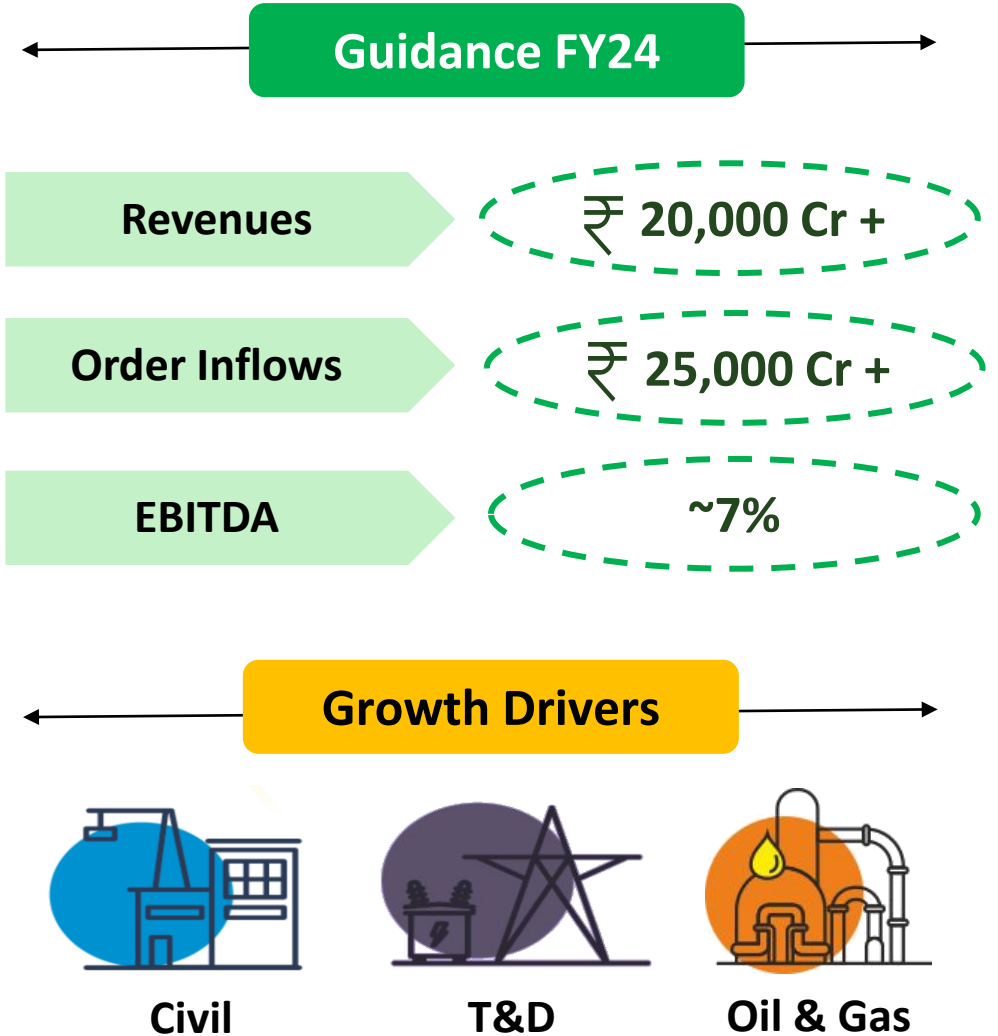 Guidance FY24
Revenues
₹ 20,000 Cr +
Order Inflows
₹ 25,000 Cr +
EBITDA
~7%
Growth Drivers
Civil
T&D
Oil & Gas